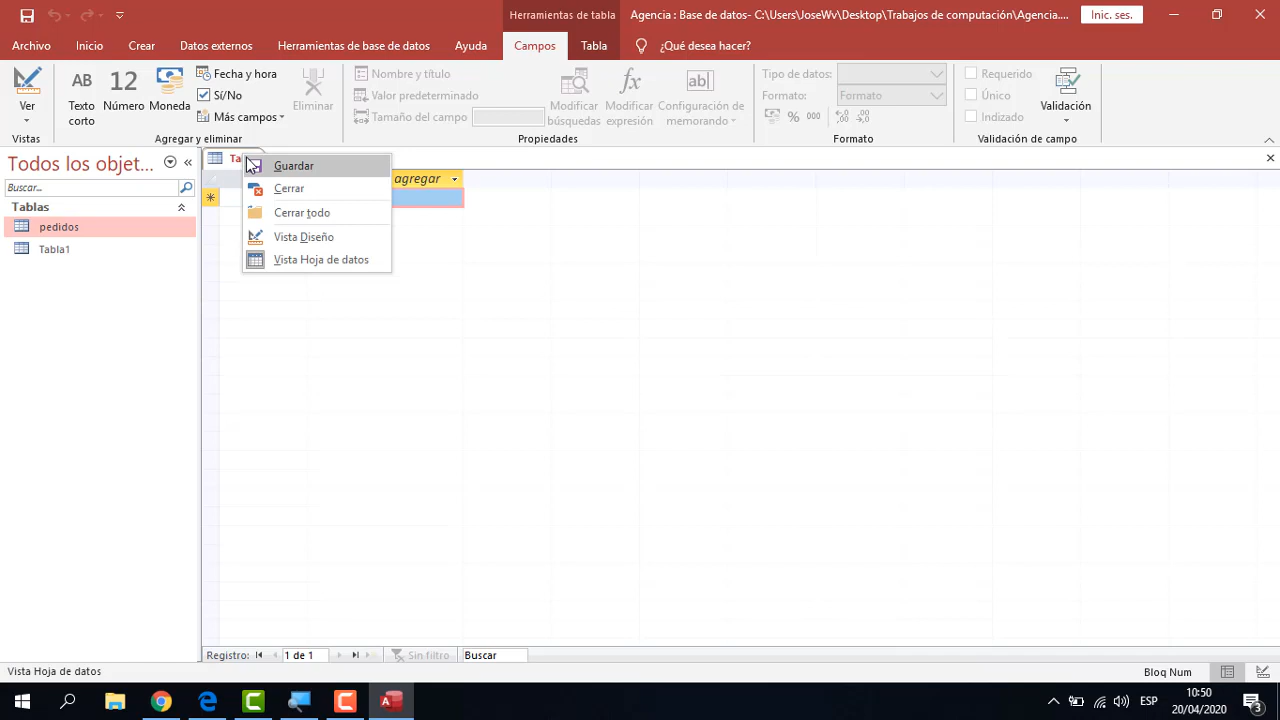 Herramientas de tabla
Agencia : Base de datos- C:\Users\JoseWv\Desktop\Trabajos de computación\Agencia....
Inic. ses.
Archivo
Inicio
Crear
Datos externos
Herramientas de base de datos
Ayuda
Campos
Tabla
¿Qué desea hacer?
Ver
AB
Texto corto
12
Número
Moneda
Fecha y hora
Sí/No
Más campos
Eliminar
Nombre y título
Valor predeterminado
Tamaño del campo
Modificar búsquedas
fx
Modificar expresión
ab
Configuración de memorando
Tipo de datos:
Formato:
Formato
%
000
Requerido
Único
Indizado
Validación
Vistas
Agregar y eliminar
Propiedades
Formato
Validación de campo
Todos los objet...
Buscar...
Tablas
pedidos
Tabla1
Guardar
Cerrar
Cerrar todo
Vista Diseño
Vista Hoja de datos
agregar
Registro:
1 de 1
Sin filtro
Buscar
Vista Hoja de datos
Bloq Num
ESP
10:50
20/04/2020
3